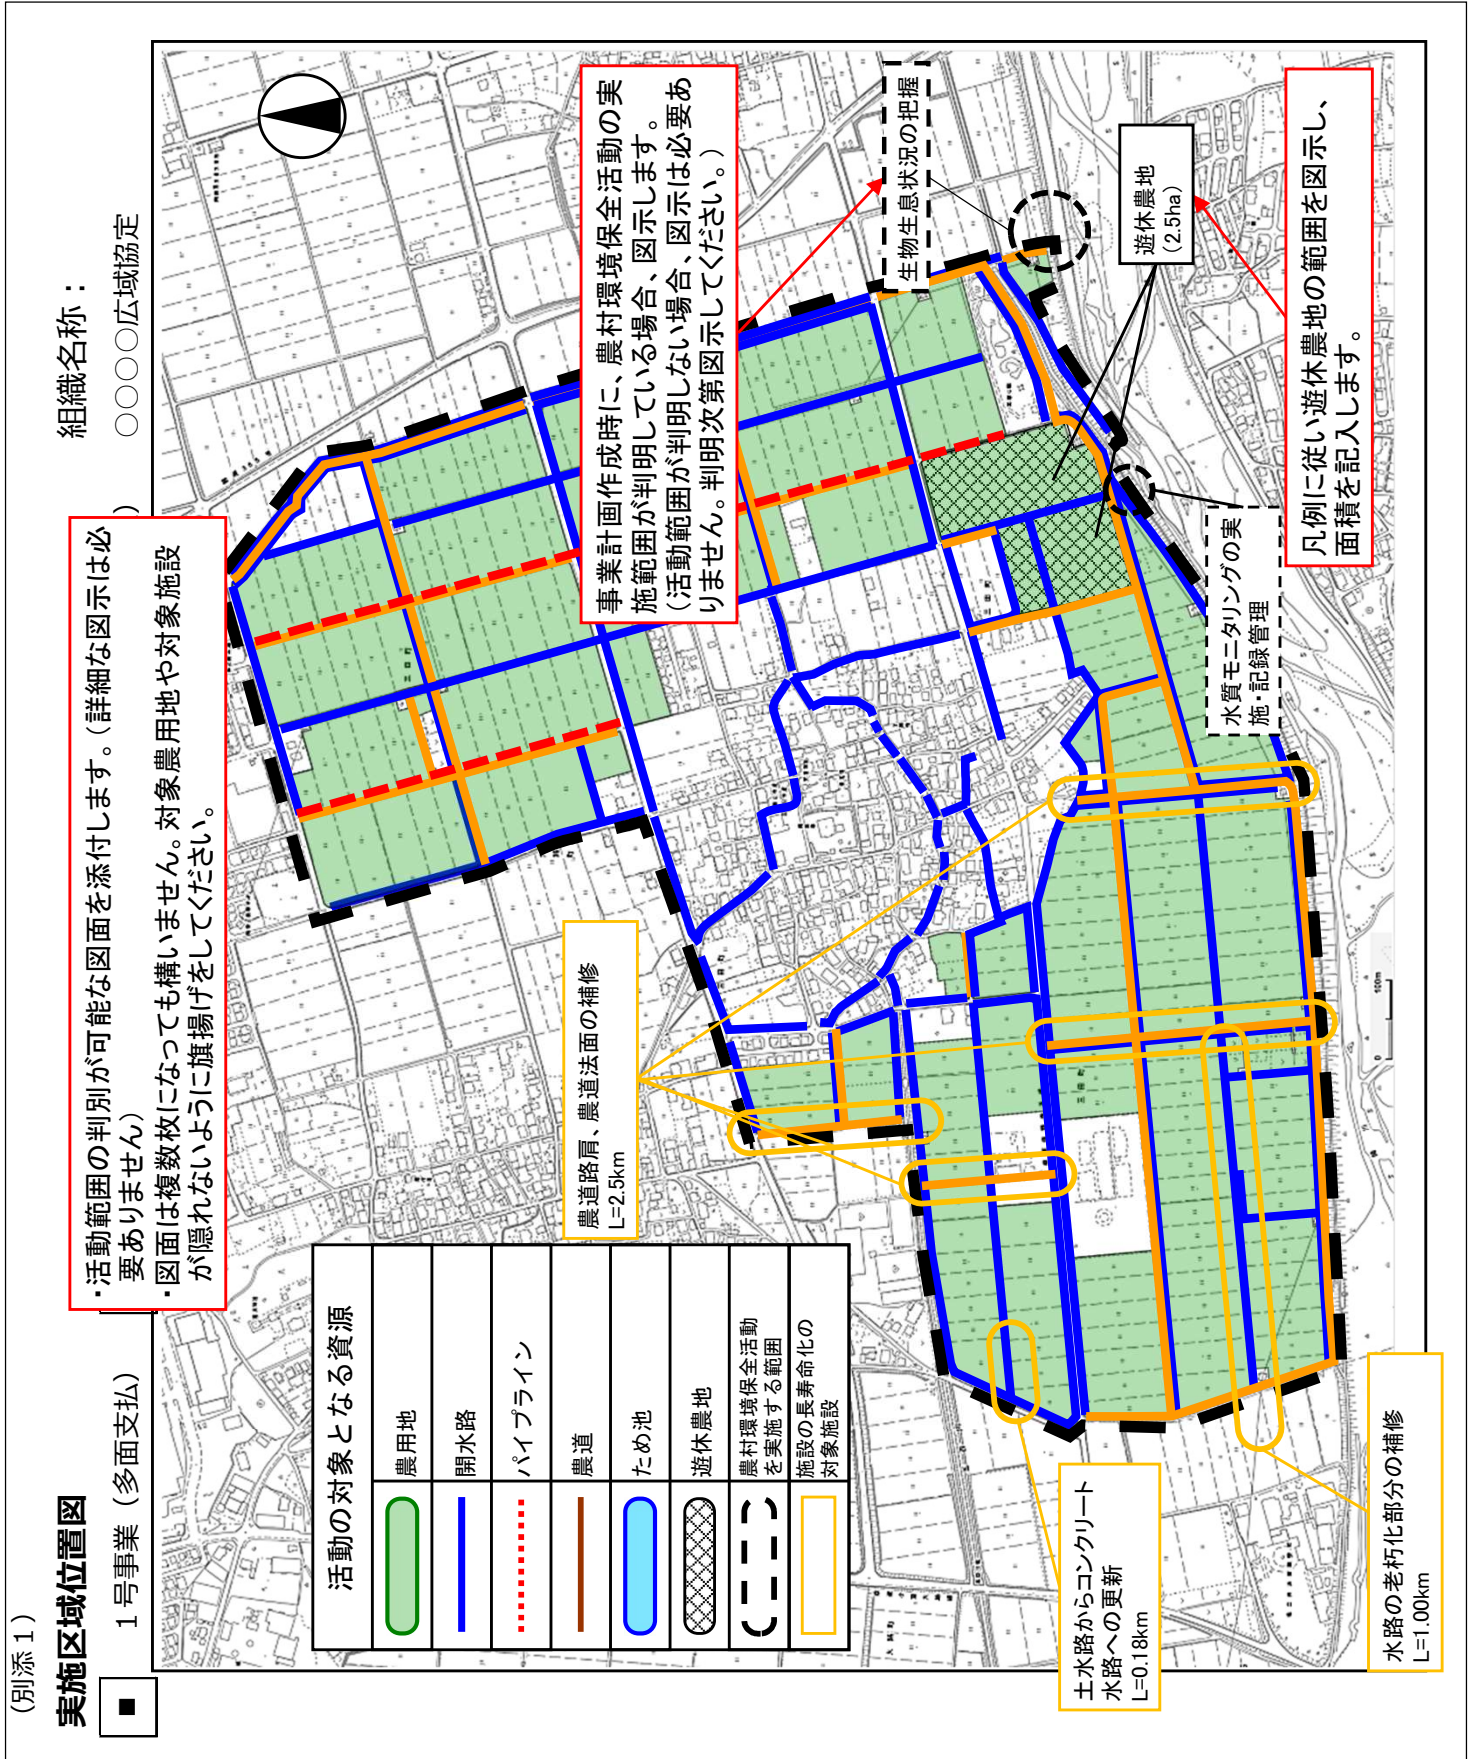 (別添1)
実施区域位置図
組織名称：
■
1号事業（多面支払）
）
○○○○広域協定
・活動範囲の判別が可能な図面を添付します。（詳細な図示は必
要ありません）
・図面は複数枚になっても構いません。対象農用地や対象施設
が隠れないように旗揚げをしてください。
事業計画作成時に、農村環境保全活動の実
施範囲が判明している場合、図示します。
（活動範囲が判明しない場合、図示は必要あ
りません。判明次第図示してください。）
生物生息状況の把握
遊休農地
（2.5ha）
凡例に従い遊休農地の範囲を図示し、
面積を記入します。
水質モニタリングの実
施・記録管理
農道路肩、農道法面の補修
L=2.5km
活動の対象となる資源
農用地
開水路
パイプライン
農道
ため池
遊休農地
農村環境保全活動
を実施する範囲
施設の長寿命化の
対象施設
土水路からコンクリート
水路への更新
L=0.18km
水路の老朽化部分の補修
L=1.00km
0 100m